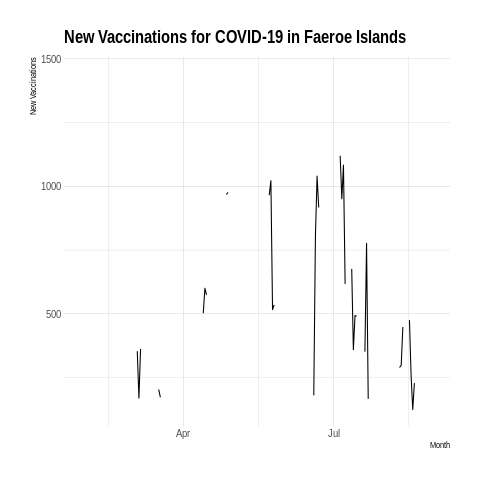 New Vaccinations for COVID-19 in Faeroe Islands
New Vaccinations
1500
1000
500
Apr
Jul
Month